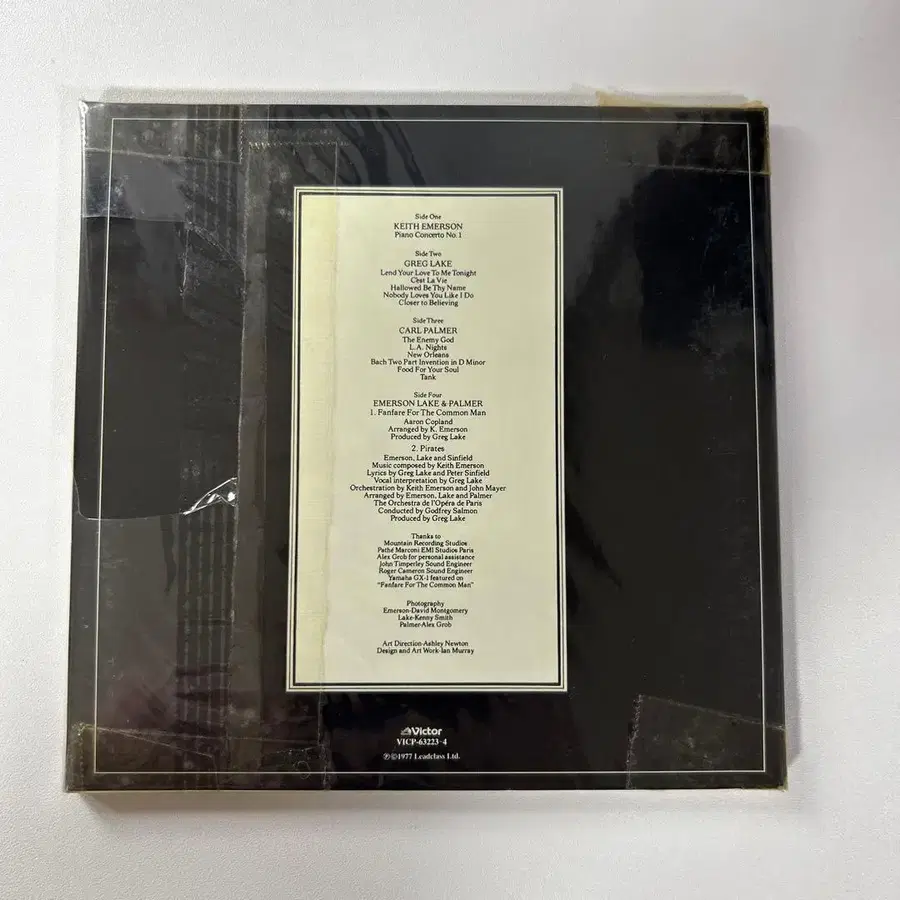 Side One
KEITH EMERSON
Piano Concerto No.1
Side Two
GREG LAKE
Lend Your Love To Me Tonight
C'est La Vie
Hallowed Be Thy Name
Nobody Loves You Like I Do
Closer to Believing
Side Three
CARL PALMER
The Enemy God
L.A. Nights
New Orleans
Bach Two Part Invention in D Minor
Food For Your Soul
Tank
Side Four
EMERSON LAKE & PALMER
1. Fanfare For The Common Man
Aaron Copland
Arranged by K. Emerson
Produced by Greg Lake
2. Pirates
Emerson, Lake and Sinfield
Music composed by Keith Emerson
Lyrics by Greg Lake and Peter Sinfield
Vocal interpretation by Greg Lake
Orchestration by Keith Emerson and John Mayer
Arranged by Emerson, Lake and Palmer
The Orchestra de l'Opéra de Paris
Conducted by Godfrey Salmon
Produced by Greg Lake
Thanks to
Mountain Recording Studios
Pathé Marconi EMI Studios Paris
Alex Grob for personal assistance
John Timperley Sound Engineer
Roger Cameron Sound Engineer
Yamaha GX-1 featured on
"Fanfare For The Common Man"
Photography
Emerson-David Montgomery
Lake-Kenny Smith
Palmer-Alex Grob
Art Direction-Ashley Newton
Design and Art Work-Ian Murray
Victor
VICP-63223-4
℗©1977 Leadclass Ltd.